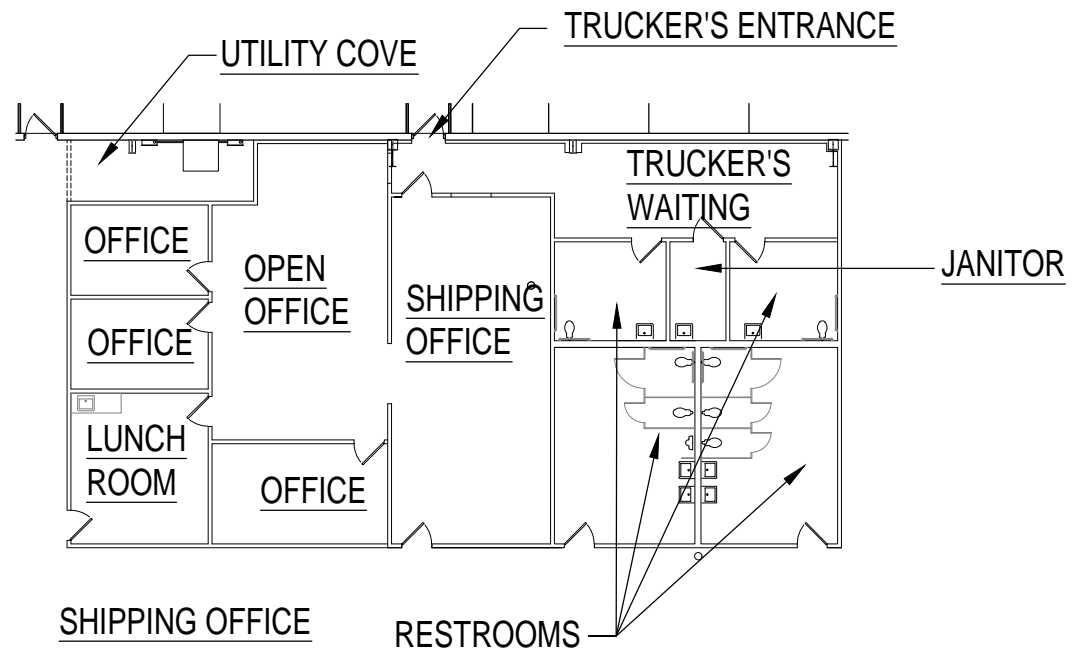 TRUCKER'S ENTRANCE
UTILITY COVE
TRUCKER'S
WAITING
OFFICE
OPEN
OFFICE
JANITOR
SHIPPING
OFFICE
OFFICE
LUNCH
ROOM
OFFICE
SHIPPING OFFICE
RESTROOMS